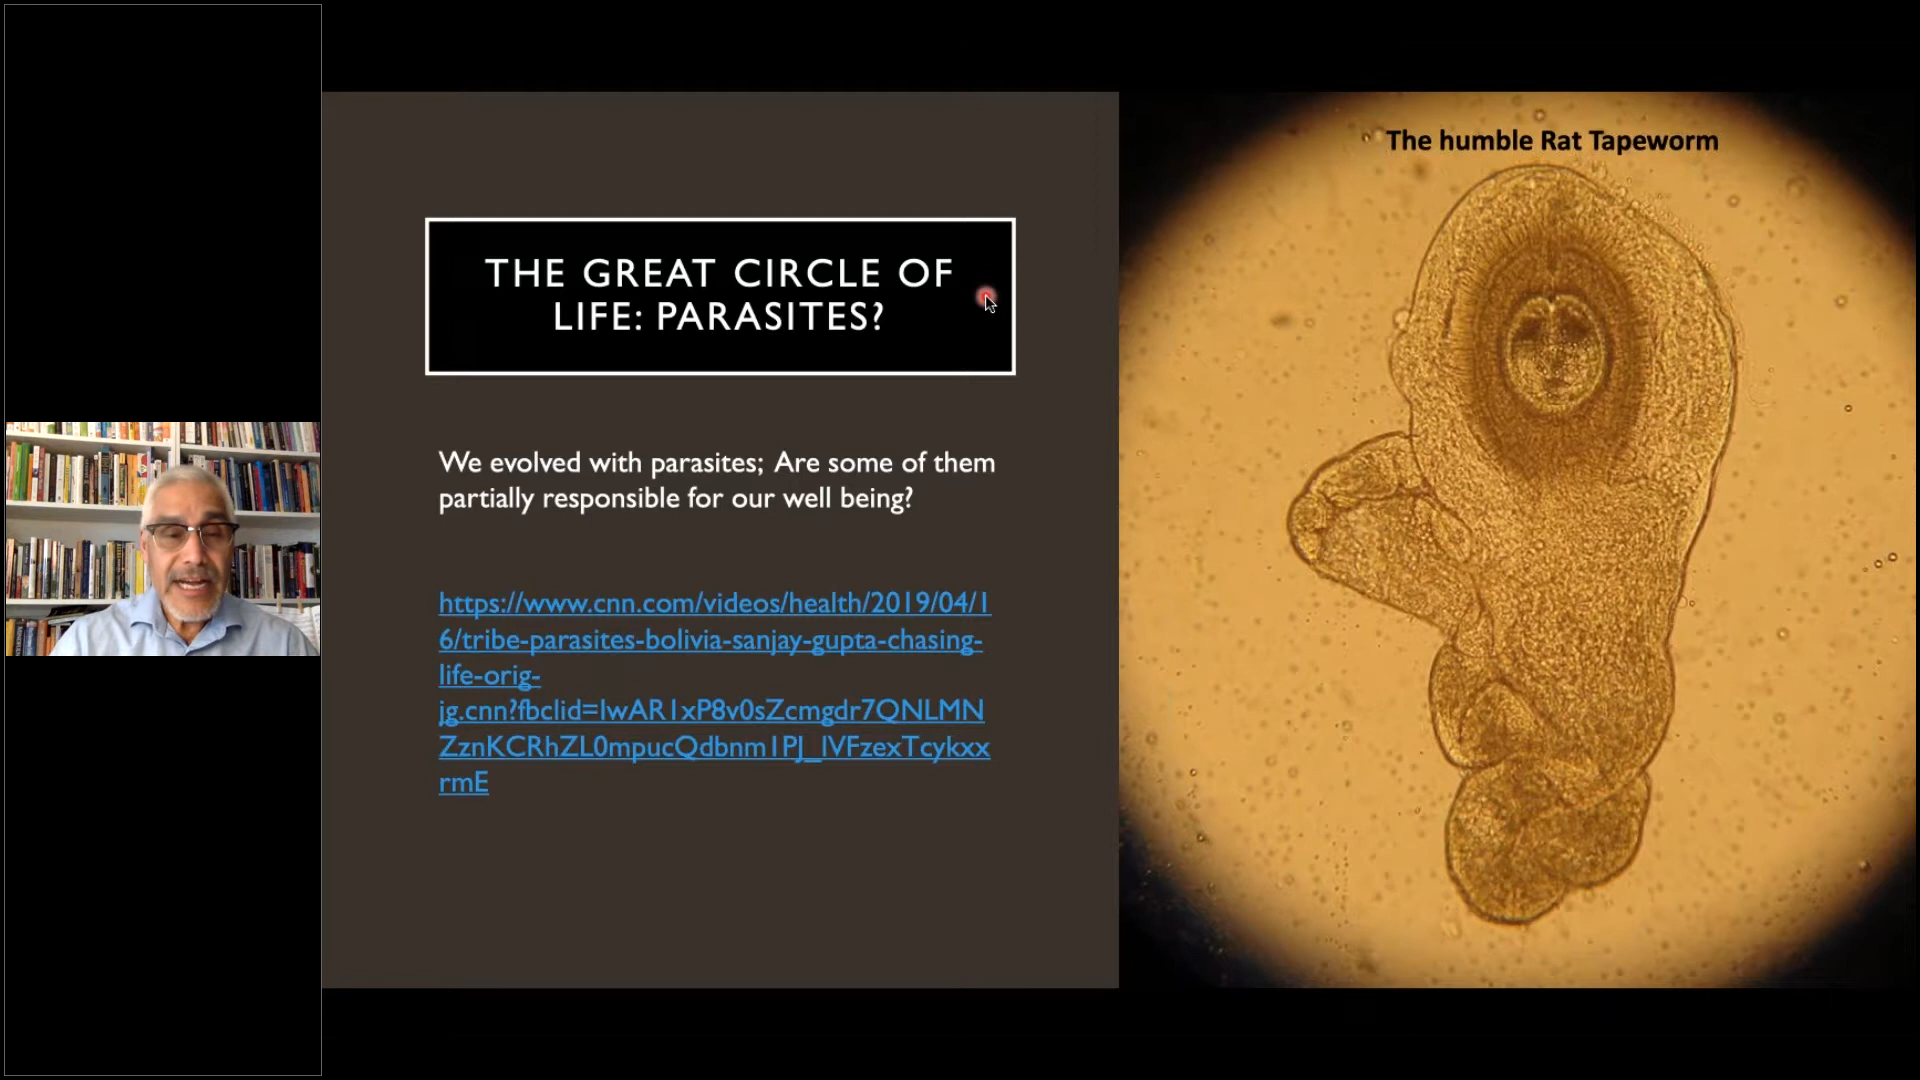 THE GREAT CIRCLE OF
LIFE: PARASITES?
We evolved with parasites; Are some of them
partially responsible for our well being?
https://www.cnn.com/videos/health/2019/04/1
6/tribe-parasites-bolivia-sanjay-gupta-chasing-
life-orig-
jg.cnn?fbclid=IwAR1xP8v0sZcmgdr7QNLMN
ZznKCRhZL0mpucQdbnm1PJ_lVFzexTcykxx
rmE
The humble Rat Tapeworm